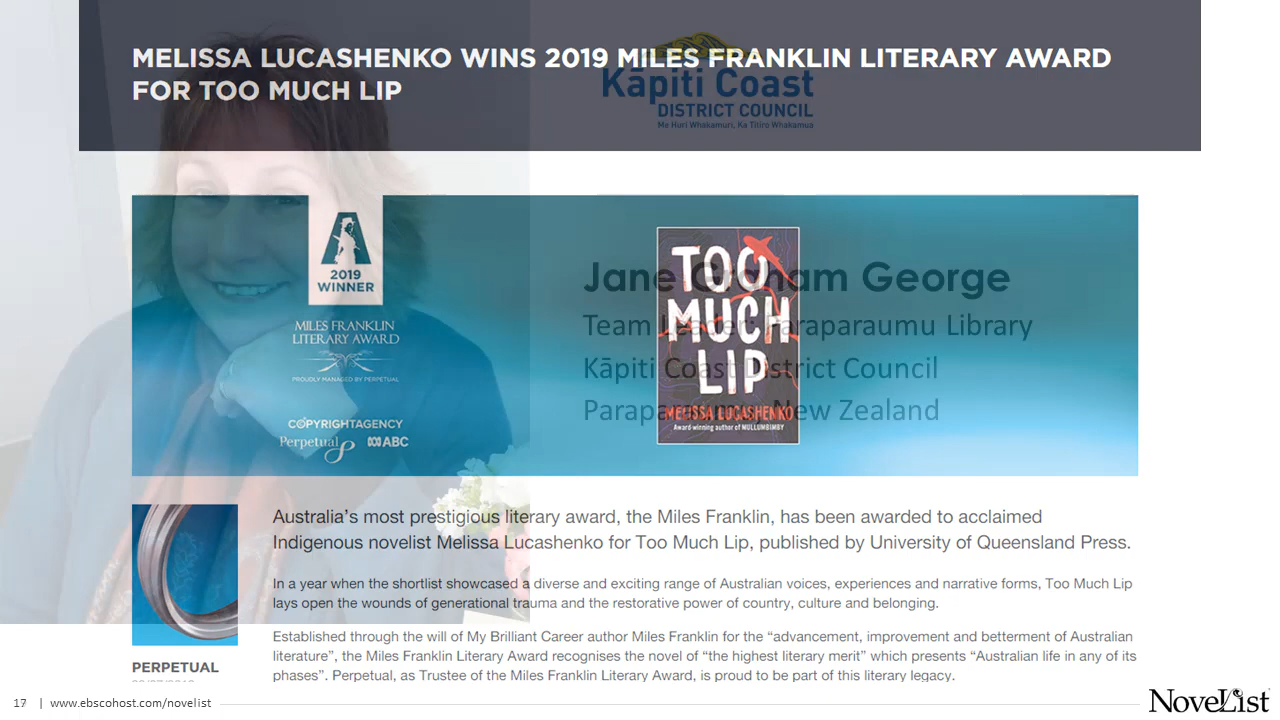 MELISSA LUCASHENKO WINS 2019 MILES FRANKLIN LITERARY AWARD
FOR TOO MUCH LIP
Kāpiti Coast
DISTRICT COUNCIL
Me Huri Whakamuri, Ka Titiro Whakamua
2019
WINNER
MILES FRANKLIN
LITERARY AWARD
PROUDLY MANAGED BY PERPETUAL
COPYRIGHTAGENCY
Perpetual ABC
TOO
MUCH
LIP
MELISSA LUCASHENKO
Award-winning author of MULLUMBIMBY
Jane Graham George
Team Leader: Paraparaumu Library
Kāpiti Coast District Council
Paraparaumu, New Zealand
Australia’s most prestigious literary award, the Miles Franklin, has been awarded to acclaimed
Indigenous novelist Melissa Lucashenko for Too Much Lip, published by University of Queensland Press.
In a year when the shortlist showcased a diverse and exciting range of Australian voices, experiences and narrative forms, Too Much Lip
lays open the wounds of generational trauma and the restorative power of country, culture and belonging.
Established through the will of My Brilliant Career author Miles Franklin for the “advancement, improvement and betterment of Australian
literature”, the Miles Franklin Literary Award recognises the novel of “the highest literary merit” which presents “Australian life in any of its
phases”. Perpetual, as Trustee of the Miles Franklin Literary Award, is proud to be part of this literary legacy.
PERPETUAL
17 | www.ebscohost.com/novelist
NoveList